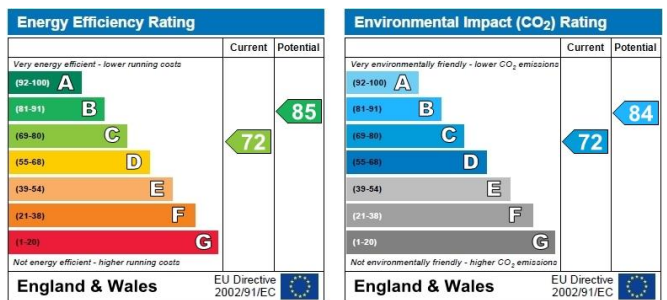 Energy Efficiency Rating
Current Potential
Very energy efficient - lower running costs
(92-100) A
(81-91) B
85
(69-80) C
72
(55-68) D
(39-54) E
(21-38) F
(1-20) G
Not energy efficient - higher running costs
England & Wales
EU Directive
2002/91/EC
Environmental Impact (CO2) Rating
Current Potential
Very environmentally friendly - lower CO2 emissions
(92-100) A
(81-91) B
84
(69-80) C
72
(55-68) D
(39-54) E
(21-38) F
(1-20) G
Not environmentally friendly - higher CO2 emissions
England & Wales
EU Directive
2002/91/EC